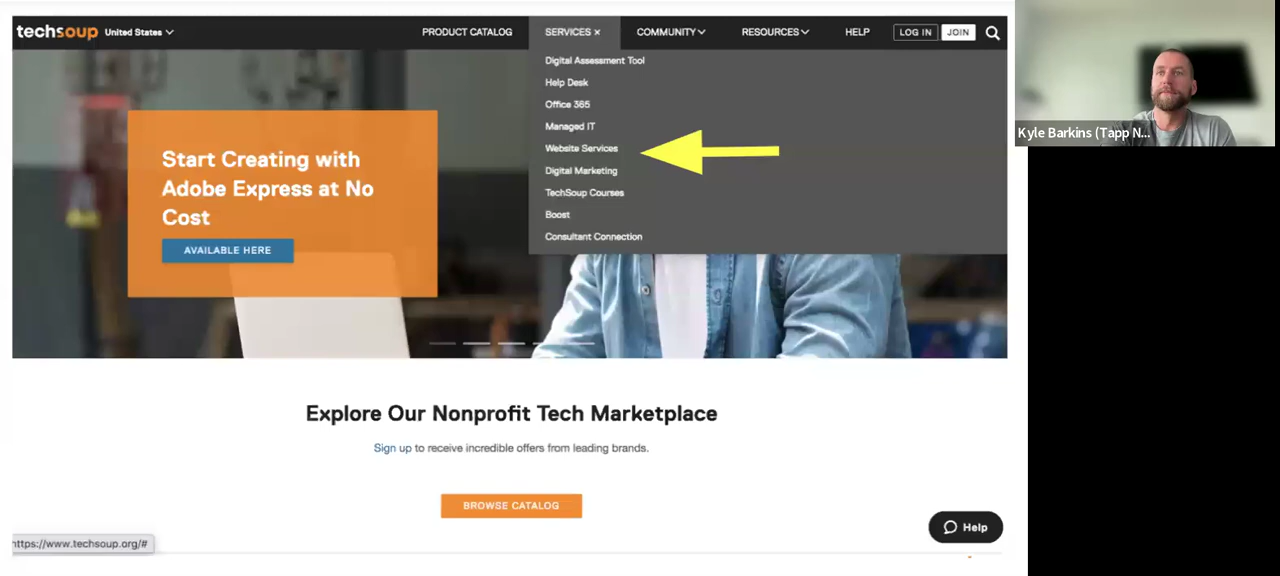 techsoup United States PRODUCT CATALOG SERVICES × COMMUNITY RESOURCES HELP LOG IN JOIN
Digital Assessment Tool
Help Desk
Office 365
Managed IT
Website Services
Digital Marketing
TechSoup Courses
Boost
Consultant Connection
Start Creating with
Adobe Express at No
Cost
AVAILABLE HERE
Kyle Barkins (Tapp N...
Explore Our Nonprofit Tech Marketplace
Sign up to receive incredible offers from leading brands.
BROWSE CATALOG
Help
https://www.techsoup.org/#